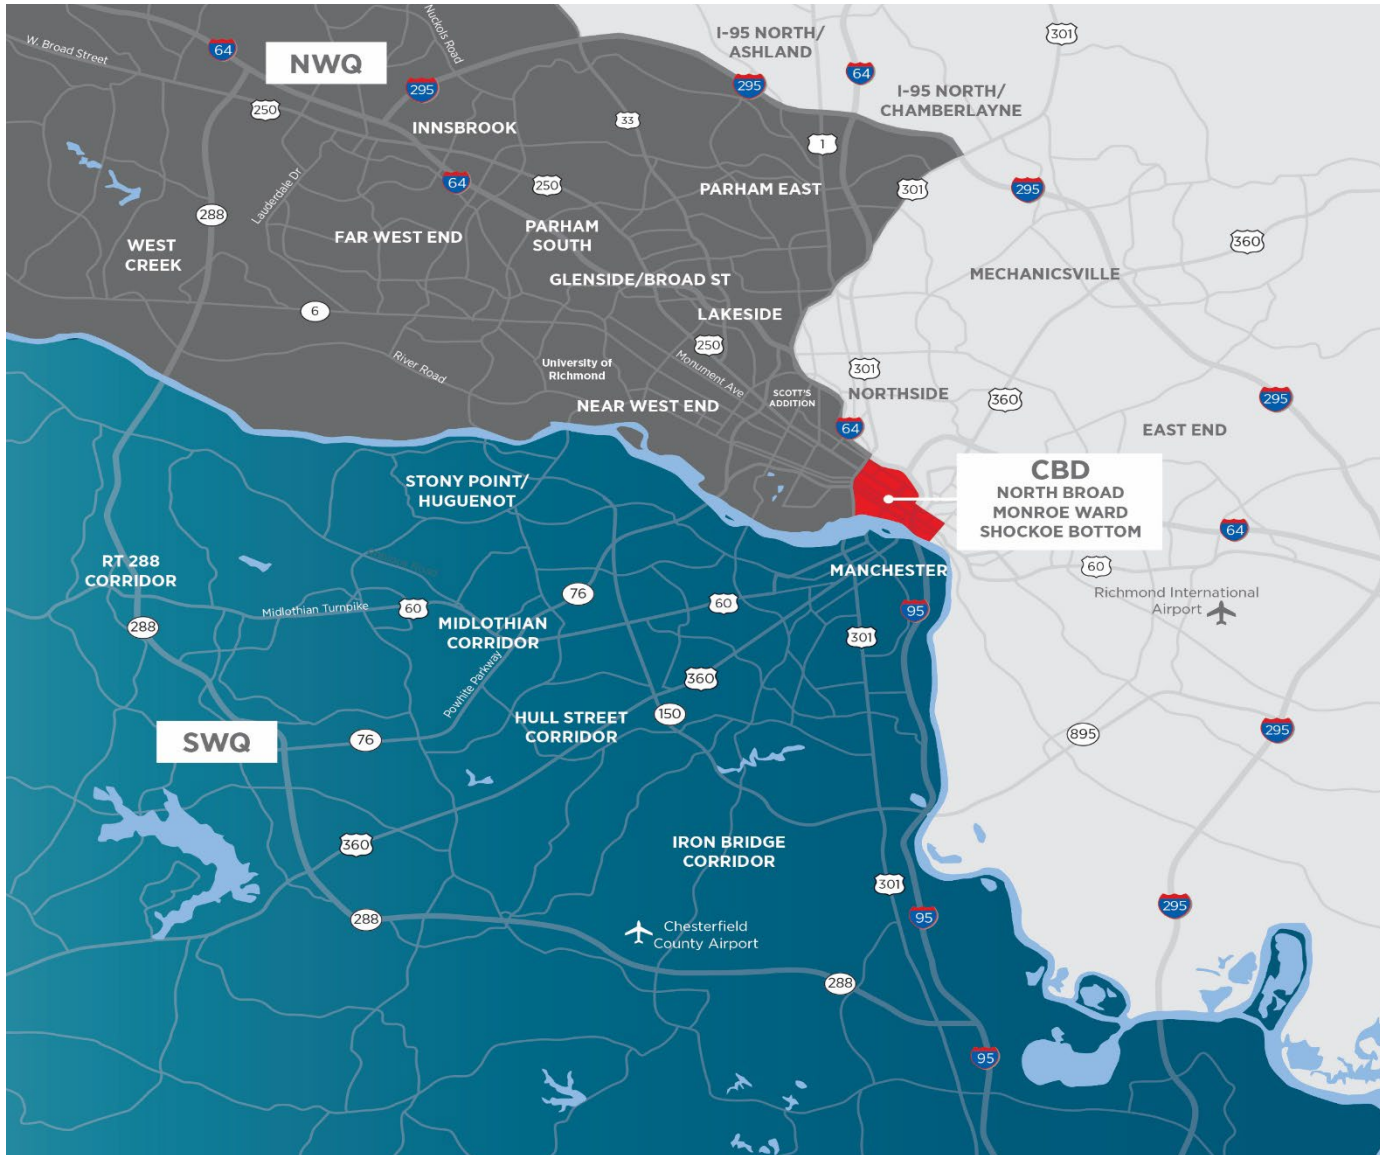 I-95 NORTH/
ASHLAND
301
Nuckols Road
W. Broad Street
64
NWQ
64
295
295
I-95 NORTH/
CHAMBERLAYNE
250
33
INNSBROOK
1
64
250
PARHAM EAST
301
295
Lauderdale Dr
288
PARHAM
SOUTH
FAR WEST END
WEST
CREEK
360
MECHANICSVILLE
GLENSIDE/BROAD ST
6
LAKESIDE
250
River Road
University of
Richmond
Monument Ave
301
SCOTT'S
ADDITION
NORTHSIDE
360
295
NEAR WEST END
64
EAST END
CBD
NORTH BROAD
MONROE WARD
SHOCKOE BOTTOM
STONY POINT/
HUGUENOT
64
RT 288
CORRIDOR
MANCHESTER
60
Richmond International
Airport
Midlothian Turnpike
60
76
60
95
288
MIDLOTHIAN
CORRIDOR
301
Powhite Parkway
360
SWQ
76
HULL STREET
CORRIDOR
150
895
295
360
IRON BRIDGE
CORRIDOR
301
288
95
295
Chesterfield
County Airport
288
95